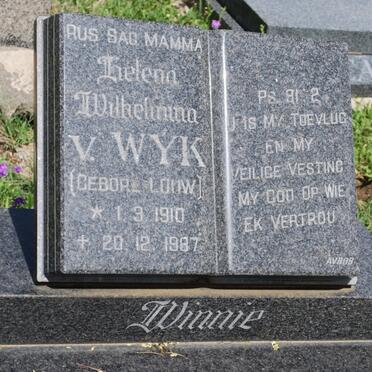 RUS SAG MAMMA
Helena
Wilhelmina
V. WYK
(GEBORE LOUW)
* 1.3.1910
+ 20.12.1987
PS. 91 2
U IS MY TOEVLUG
EN MY
VEILIGE VESTING
MY GOD OP WIE
EK VERTROU
AVBOB
Winnie